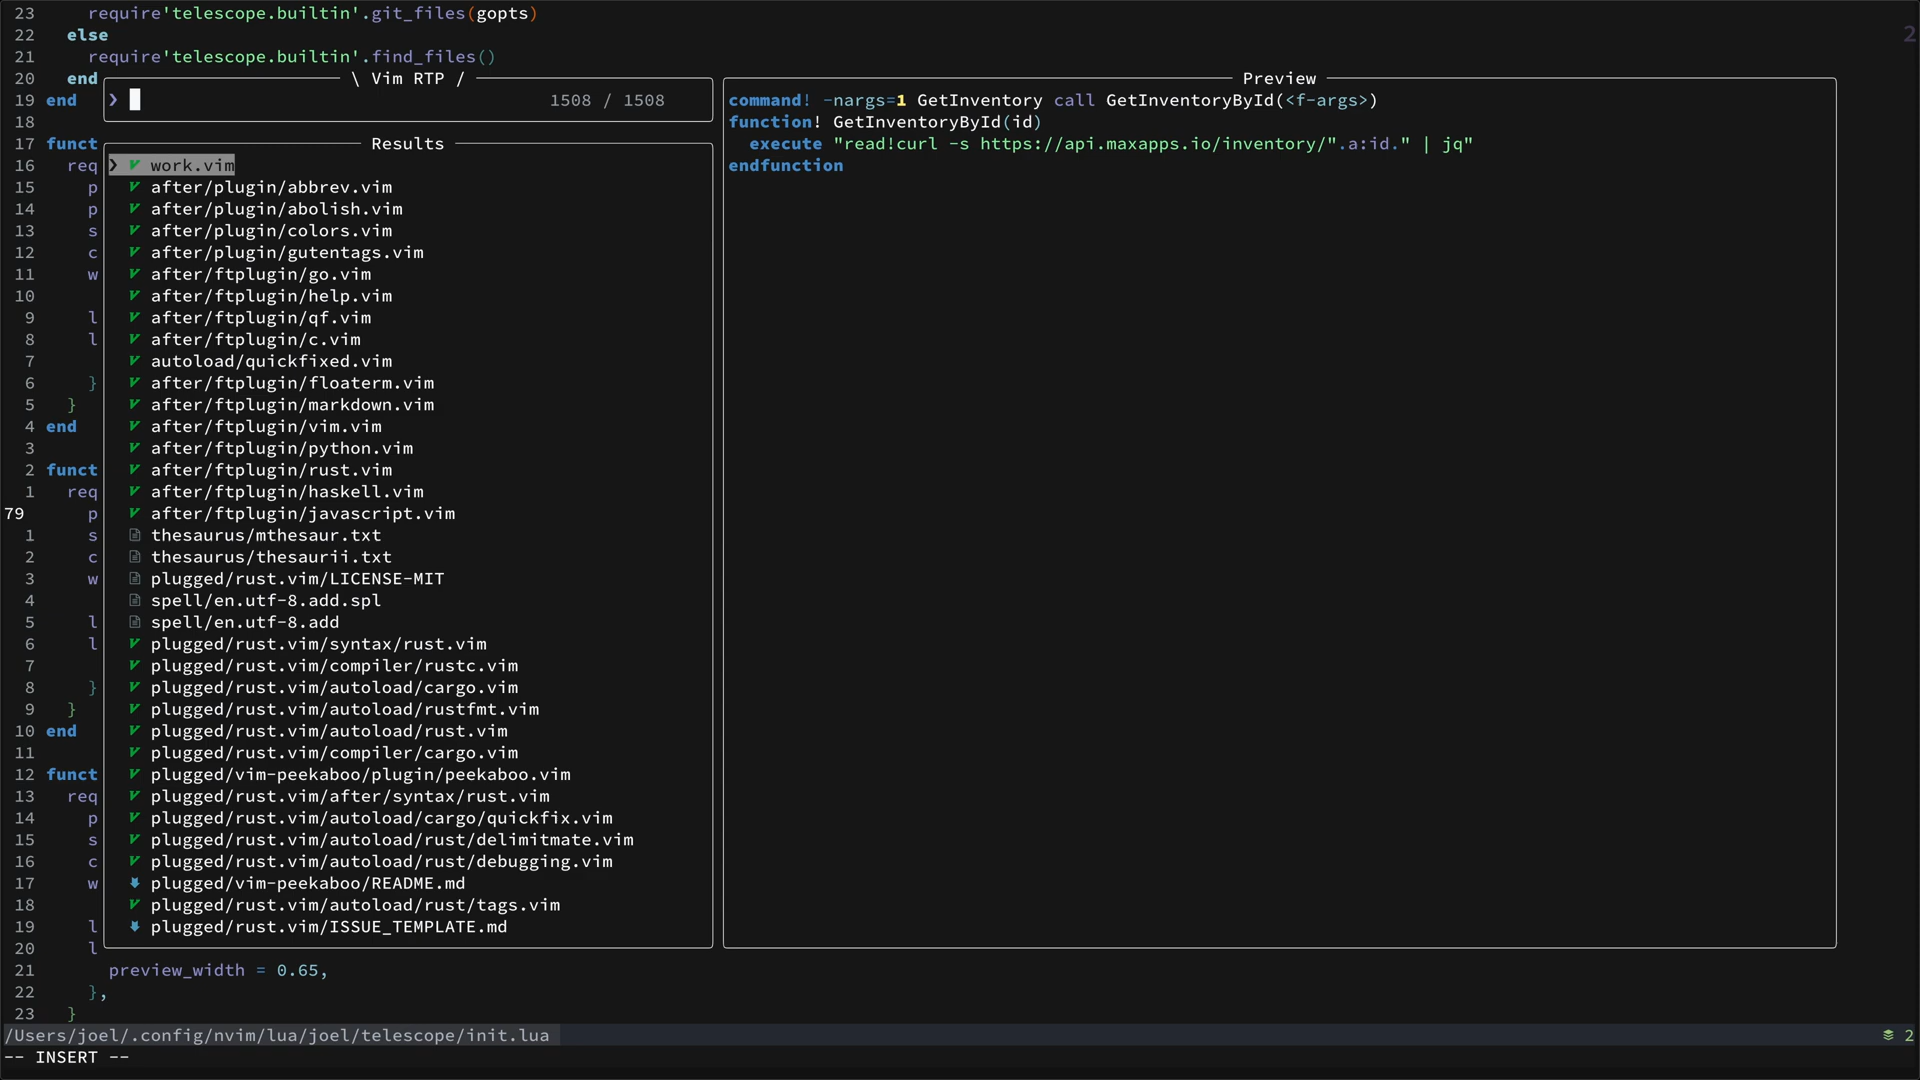 23 require'telescope.builtin'.git_files(gopts)
22 else
21 require'telescope.builtin'.find_files()
20 end
19 end
18
17 funct
16 req
15 p
14 p
13 s
12 c
11 w
10
9 l
8 l
7
6 }
5 }
4 end
3
2 funct
1 req
79 p
1 s
2 c
3 w
4
5 l
6 l
7
8 }
9 }
10 end
11
12 funct
13 req
14 p
15 s
16 c
17 w
18
19 l
20 l
21 preview_width = 0.65,
22 },
23 }
\ Vim RTP /
❯ 1508 / 1508
Results
❯ work.vim
after/plugin/abbrev.vim
after/plugin/abolish.vim
after/plugin/colors.vim
after/plugin/gutentags.vim
after/ftplugin/go.vim
after/ftplugin/help.vim
after/ftplugin/qf.vim
after/ftplugin/c.vim
autoload/quickfixed.vim
after/ftplugin/floaterm.vim
after/ftplugin/markdown.vim
after/ftplugin/vim.vim
after/ftplugin/python.vim
after/ftplugin/rust.vim
after/ftplugin/haskell.vim
after/ftplugin/javascript.vim
thesaurus/mthesaur.txt
thesaurus/thesaurii.txt
plugged/rust.vim/LICENSE-MIT
spell/en.utf-8.add.spl
spell/en.utf-8.add
plugged/rust.vim/syntax/rust.vim
plugged/rust.vim/compiler/rustc.vim
plugged/rust.vim/autoload/cargo.vim
plugged/rust.vim/autoload/rustfmt.vim
plugged/rust.vim/autoload/rust.vim
plugged/rust.vim/compiler/cargo.vim
plugged/vim-peekaboo/plugin/peekaboo.vim
plugged/rust.vim/after/syntax/rust.vim
plugged/rust.vim/autoload/cargo/quickfix.vim
plugged/rust.vim/autoload/rust/delimitmate.vim
plugged/rust.vim/autoload/rust/debugging.vim
plugged/vim-peekaboo/README.md
plugged/rust.vim/autoload/rust/tags.vim
plugged/rust.vim/ISSUE_TEMPLATE.md
Preview
command! -nargs=1 GetInventory call GetInventoryById(<f-args>)
function! GetInventoryById(id)
execute "read!curl -s https://api.maxapps.io/inventory/".a:id." | jq"
endfunction
2
/Users/joel/.config/nvim/lua/joel/telescope/init.lua 2
-- INSERT --